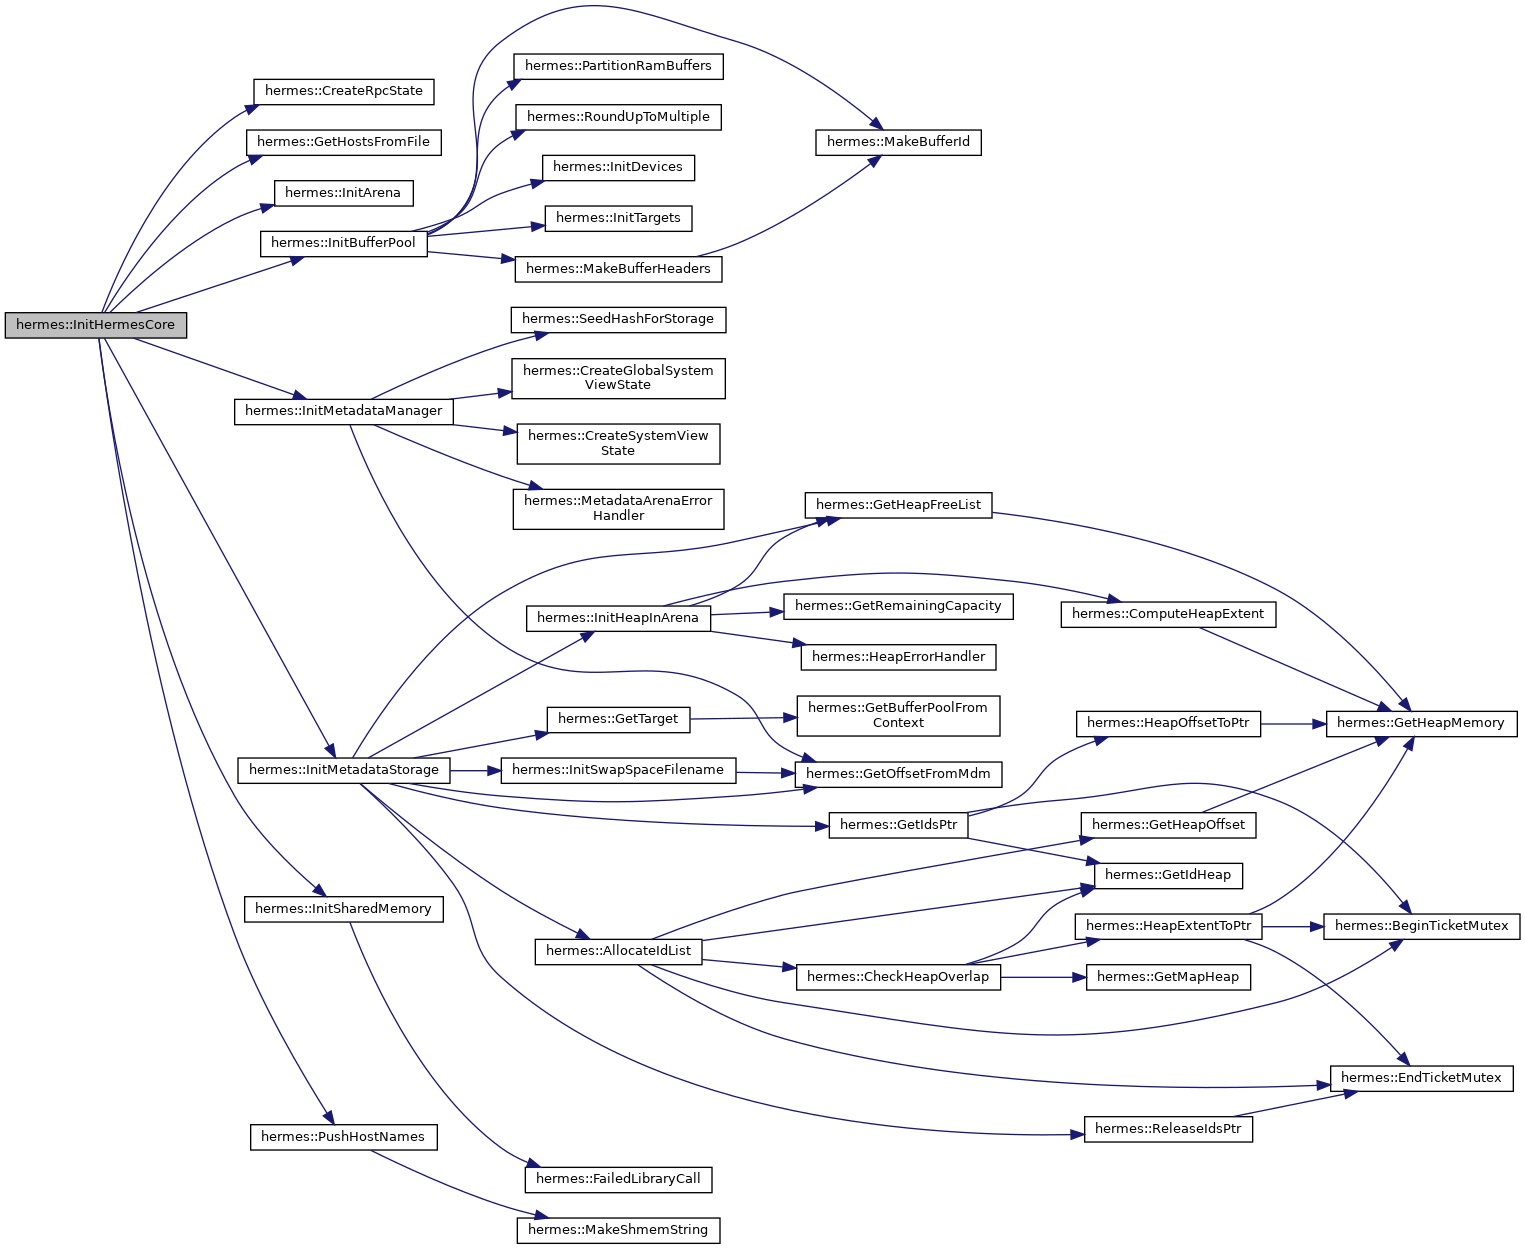 hermes::CreateRpcState
hermes::GetHostsFromFile
hermes::InitArena
hermes::InitBufferPool
hermes::InitHermesCore
hermes::InitMetadataManager
hermes::InitMetadataStorage
hermes::InitSharedMemory
hermes::PushHostNames
hermes::PartitionRamBuffers
hermes::RoundUpToMultiple
hermes::InitDevices
hermes::InitTargets
hermes::MakeBufferHeaders
hermes::MakeBufferId
hermes::SeedHashForStorage
hermes::CreateGlobalSystem
ViewState
hermes::CreateSystemView
State
hermes::MetadataArenaError
Handler
hermes::InitHeapInArena
hermes::GetTarget
hermes::InitSwapSpaceFilename
hermes::AllocateIdList
hermes::FailedLibraryCall
hermes::MakeShmemString
hermes::GetHeapFreeList
hermes::GetRemainingCapacity
hermes::HeapErrorHandler
hermes::GetBufferPoolFrom
Context
hermes::GetOffsetFromMdm
hermes::GetIdsPtr
hermes::CheckHeapOverlap
hermes::ComputeHeapExtent
hermes::HeapOffsetToPtr
hermes::GetHeapOffset
hermes::GetIdHeap
hermes::HeapExtentToPtr
hermes::GetMapHeap
hermes::ReleaseIdsPtr
hermes::GetHeapMemory
hermes::BeginTicketMutex
hermes::EndTicketMutex